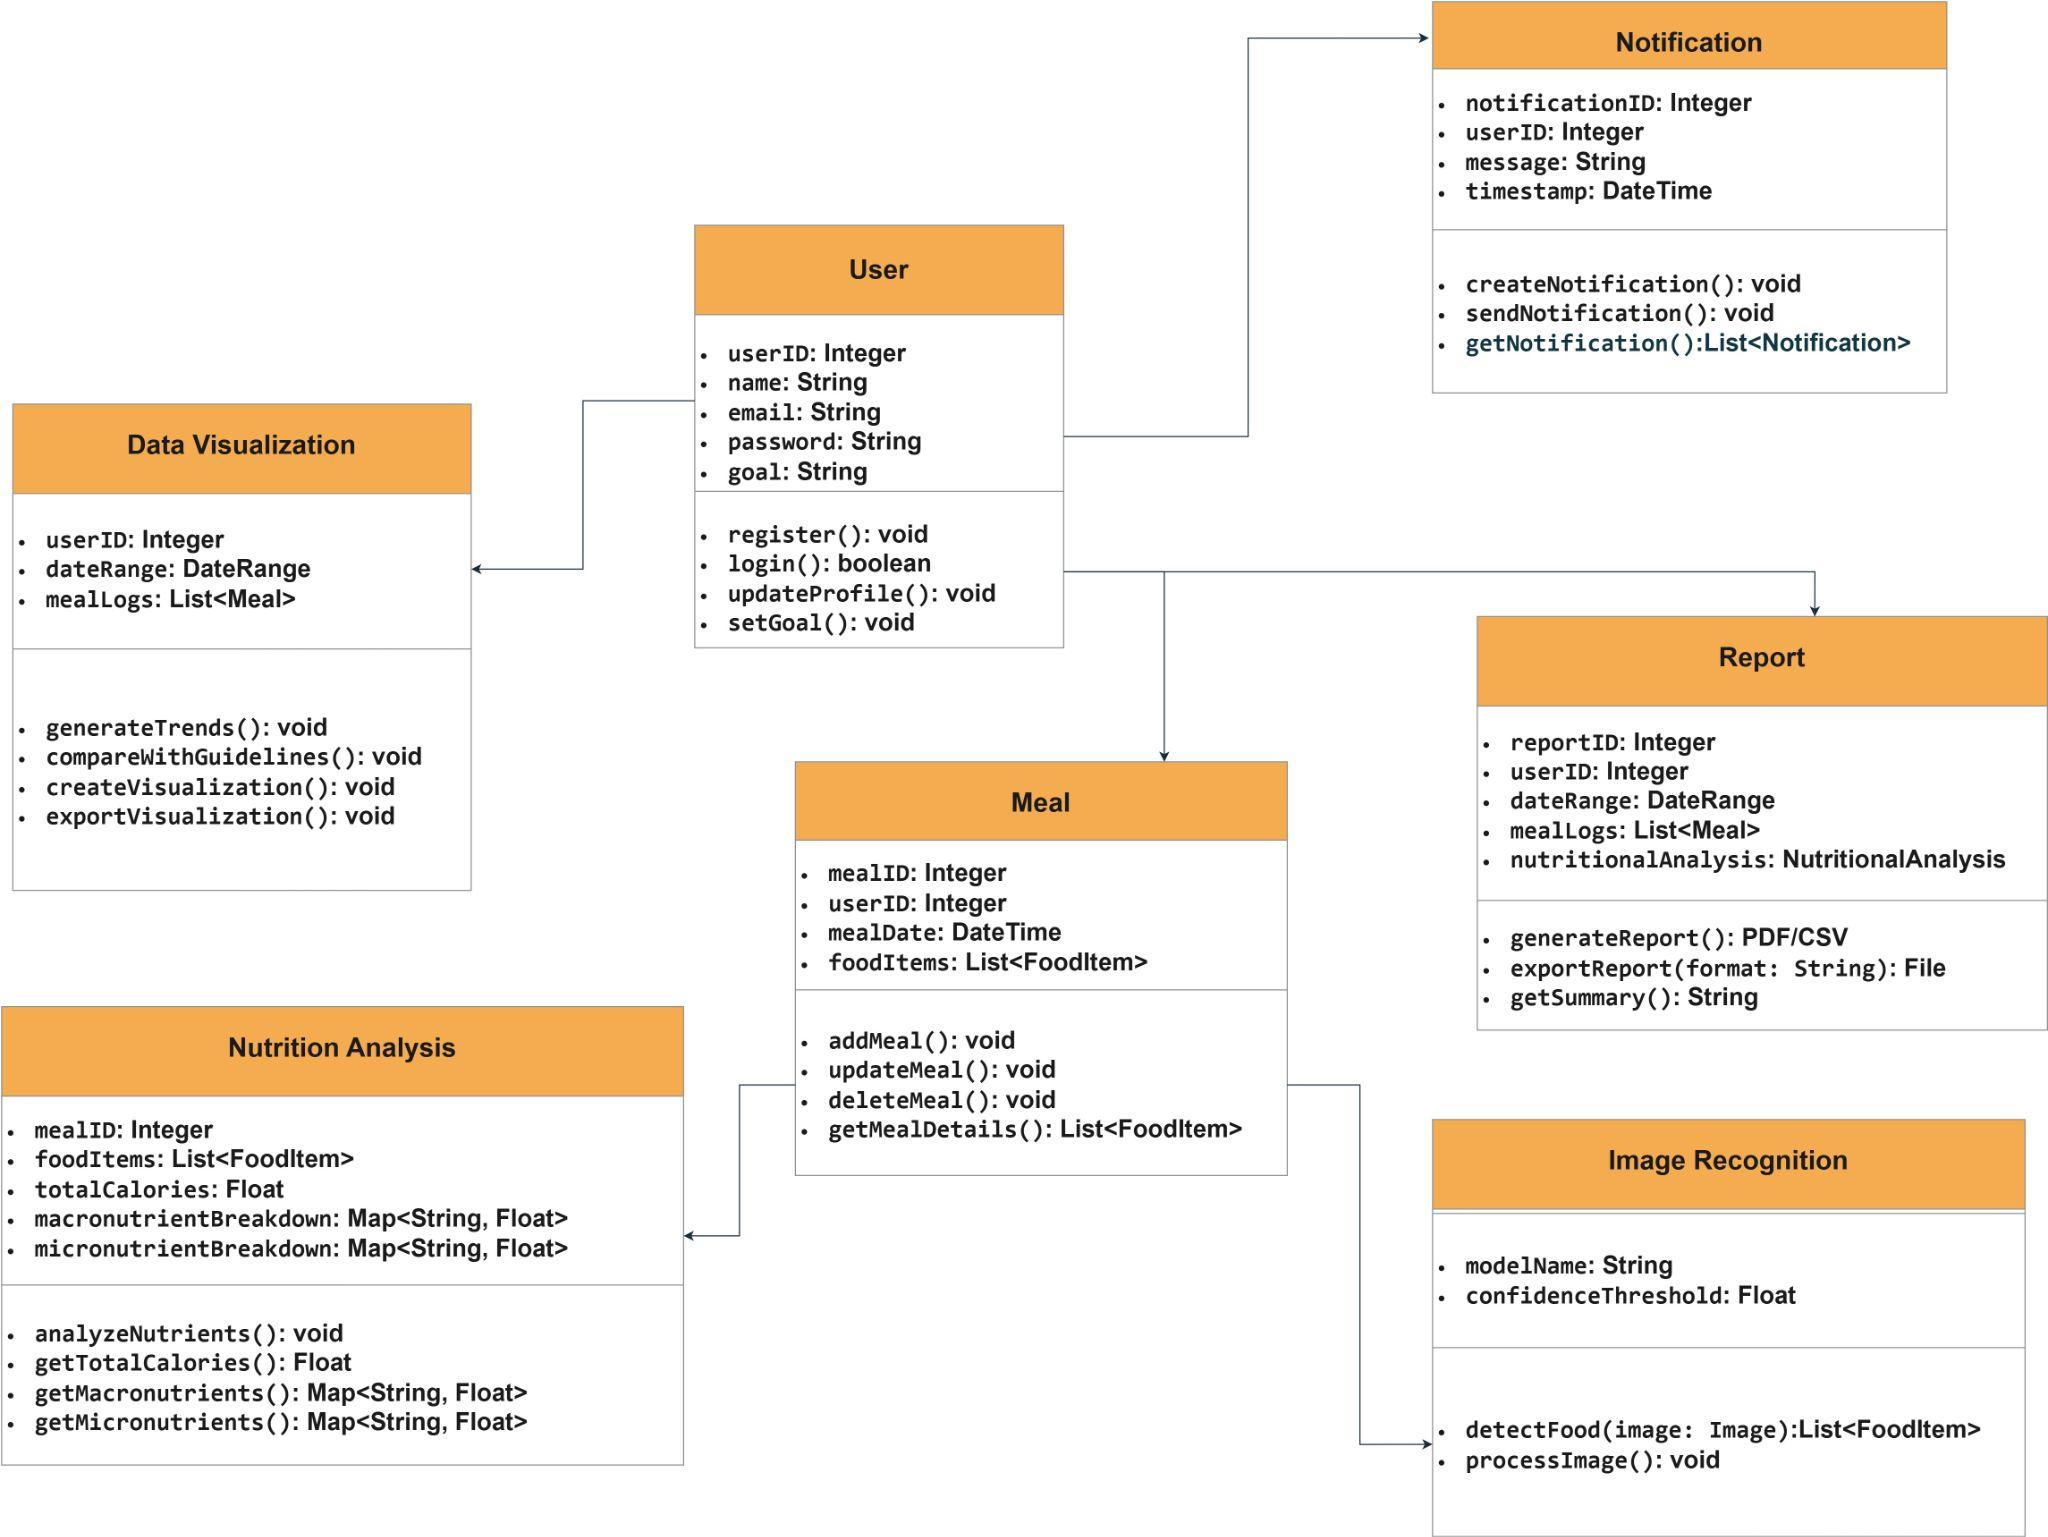 Notification
notificationID: Integer
userID: Integer
message: String
timestamp: DateTime
createNotification(): void
sendNotification(): void
getNotification():List<Notification>
User
userID: Integer
name: String
email: String
password: String
goal: String
register(): void
login(): boolean
updateProfile(): void
setGoal(): void
Data Visualization
userID: Integer
dateRange: DateRange
mealLogs: List<Meal>
generateTrends(): void
compareWithGuidelines(): void
createVisualization(): void
exportVisualization(): void
Report
reportID: Integer
userID: Integer
dateRange: DateRange
mealLogs: List<Meal>
nutritionalAnalysis: NutritionalAnalysis
generateReport(): PDF/CSV
exportReport(format: String): File
getSummary(): String
Meal
mealID: Integer
userID: Integer
mealDate: DateTime
foodItems: List<FoodItem>
addMeal(): void
updateMeal(): void
deleteMeal(): void
getMealDetails(): List<FoodItem>
Nutrition Analysis
mealID: Integer
foodItems: List<FoodItem>
totalCalories: Float
macronutrientBreakdown: Map<String, Float>
micronutrientBreakdown: Map<String, Float>
analyzeNutrients(): void
getTotalCalories(): Float
getMacronutrients(): Map<String, Float>
getMicronutrients(): Map<String, Float>
Image Recognition
modelName: String
confidenceThreshold: Float
detectFood(image: Image):List<FoodItem>
processImage(): void